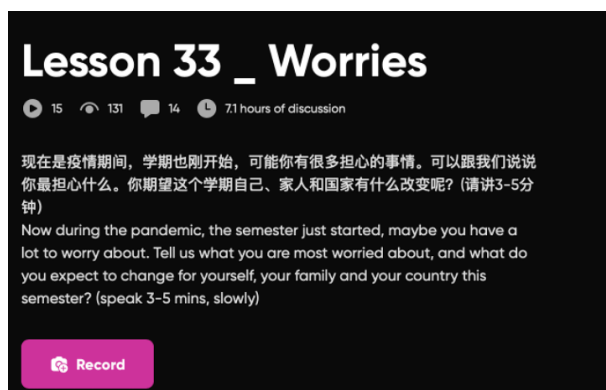 Lesson 33 _ Worries
15 131 14 7.1 hours of discussion
现在是疫情期间，学期也刚开始，可能你有很多担心的事情。可以跟我们说说
你最担心什么。你期望这个学期自己、家人和国家有什么改变呢？(请讲3-5分
钟)
Now during the pandemic, the semester just started, maybe you have a
lot to worry about. Tell us what you are most worried about, and what do
you expect to change for yourself, your family and your country this
semester? (speak 3-5 mins, slowly)
Record